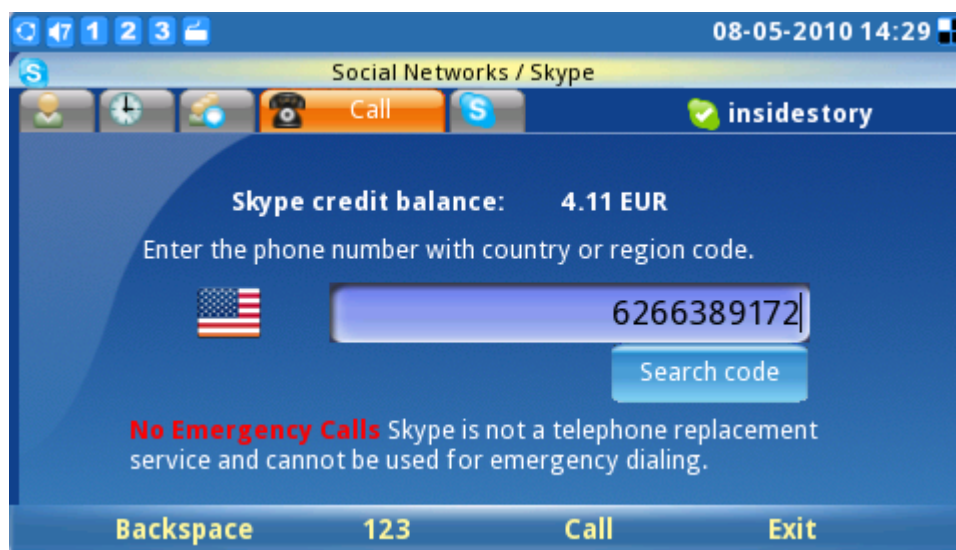 47 1 2 3 08-05-2010 14:29
S Social Networks / Skype
Call S insidestory
Skype credit balance: 4.11 EUR
Enter the phone number with country or region code.
6266389172
Search code
No Emergency Calls Skype is not a telephone replacement
service and cannot be used for emergency dialing.
Backspace 123 Call Exit